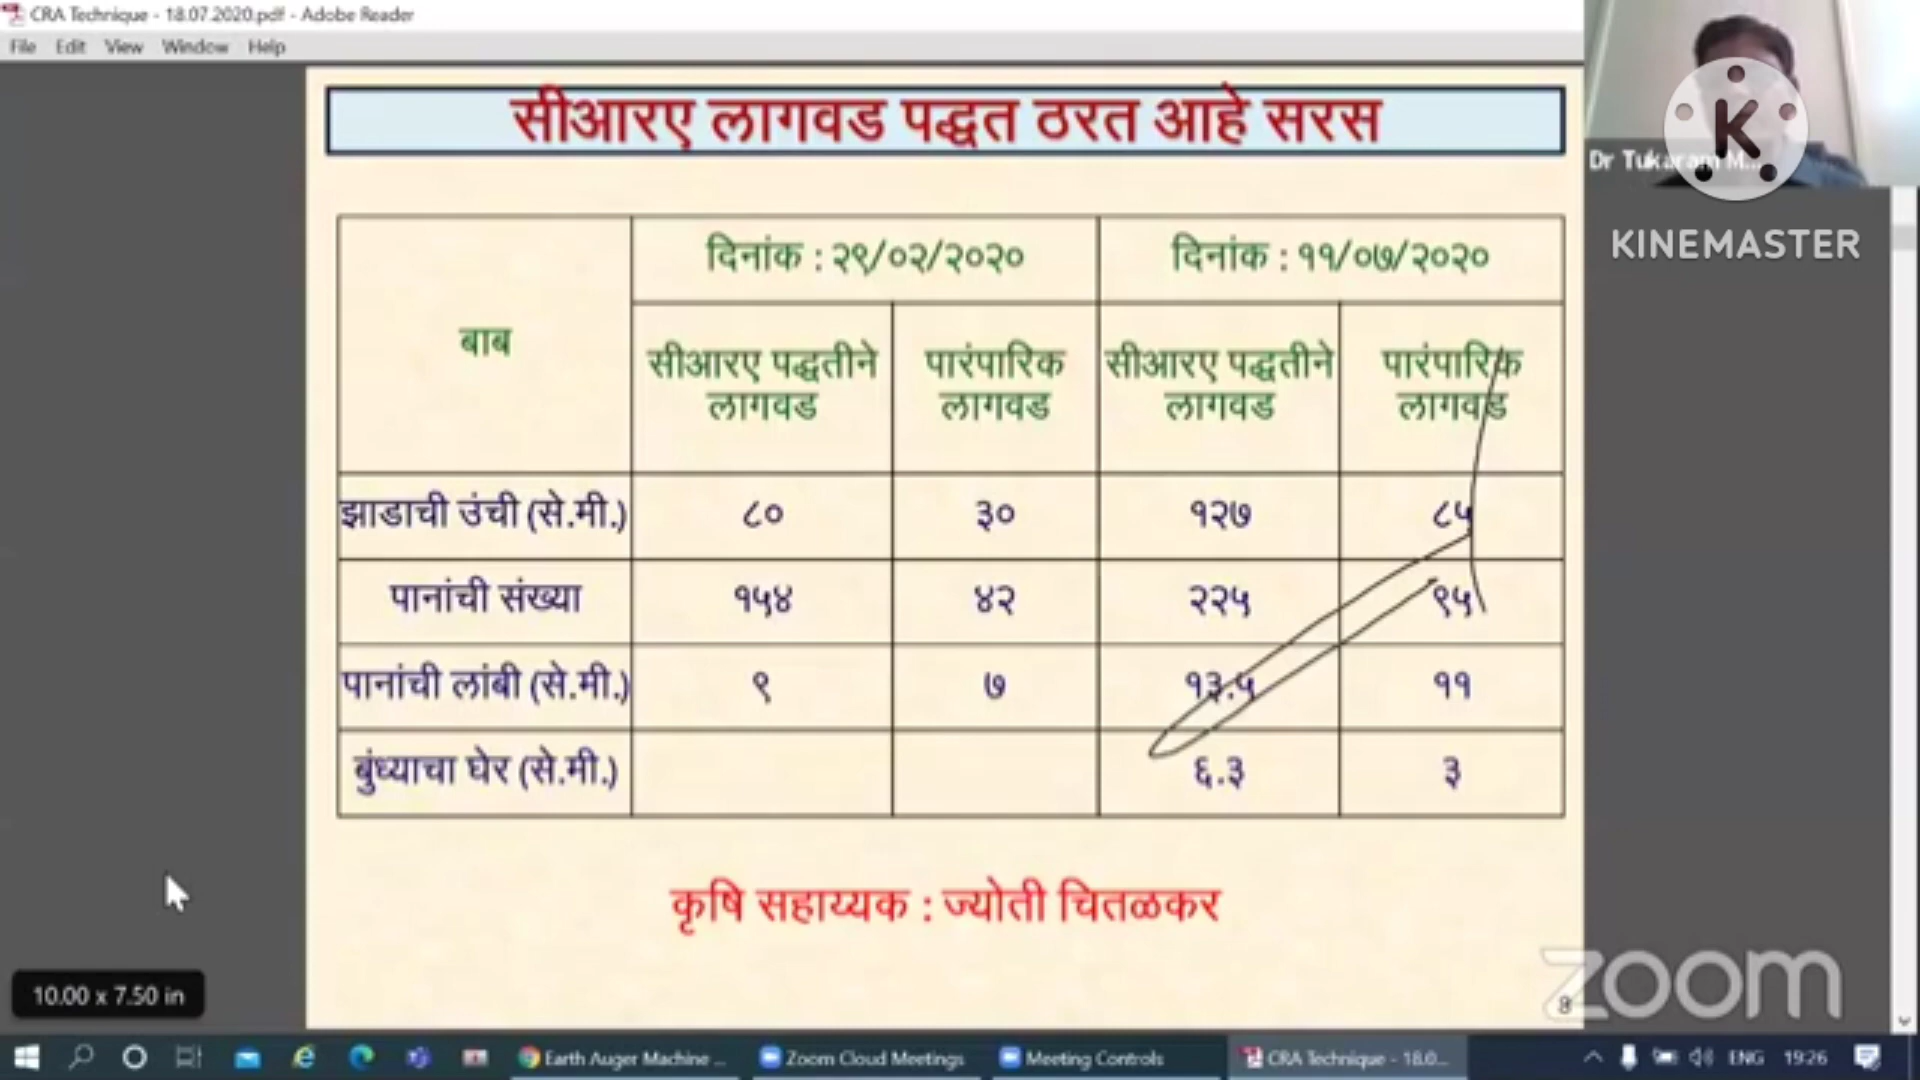 CRA Technique - 18.07.2020.pdf - Adobe Reader
File Edit View Window Help
सीआरए लागवड पद्धत ठरत आहे सरस
Dr Tukaram M...
KINEMASTER
बाब
दिनांक : २९/०२/२०२०
दिनांक : ११/०७/२०२०
सीआरए पद्धतीने लागवड
पारंपारिक लागवड
सीआरए पद्धतीने लागवड
पारंपारिक लागवड
झाडाची उंची (से.मी.) ८० ३० १२७ ८५
पानांची संख्या १५४ ४२ २२५ ९५
पानांची लांबी (से.मी.) ९ ७ १३.५ ११
बुंध्याचा घेर (से.मी.) ६.३ ३
कृषि सहाय्यक : ज्योती चितळकर
zoom
10.00 x 7.50 in
8
Earth Auger Machine ... Zoom Cloud Meetings Meeting Controls CRA Technique - 18.0... ENG 19:26